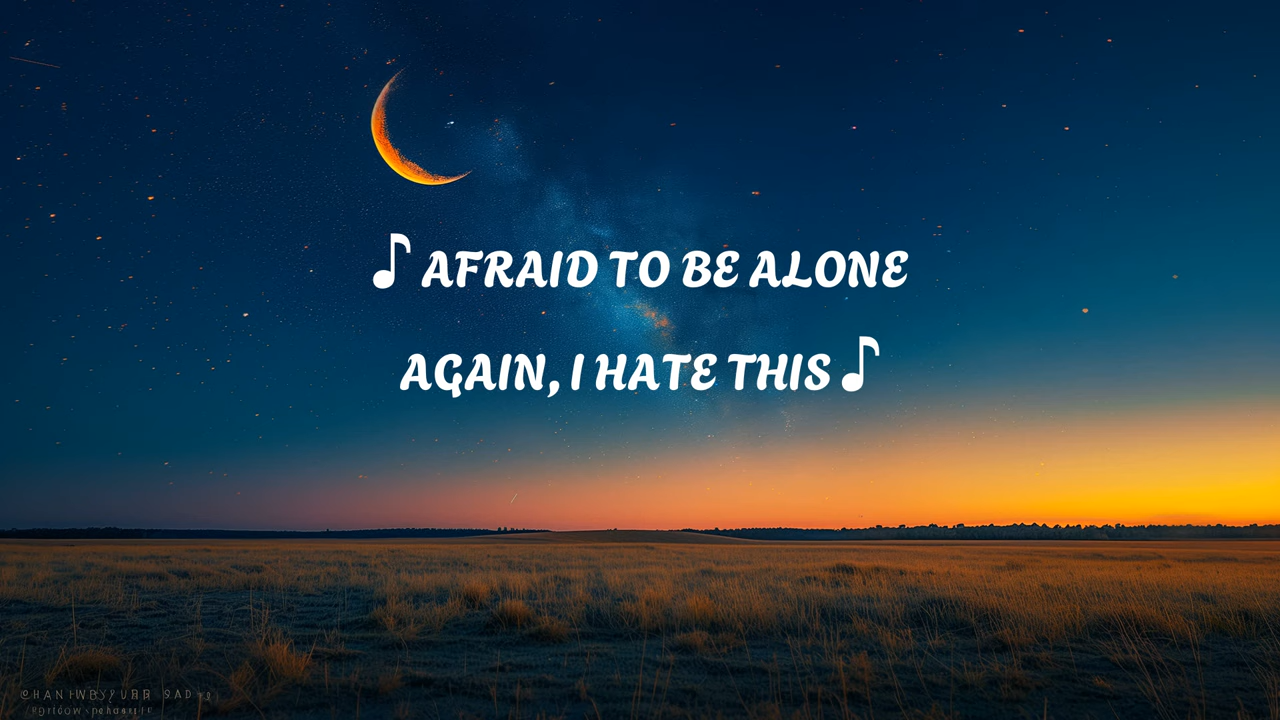 ♪ AFRAID TO BE ALONE
AGAIN, I HATE THIS ♪